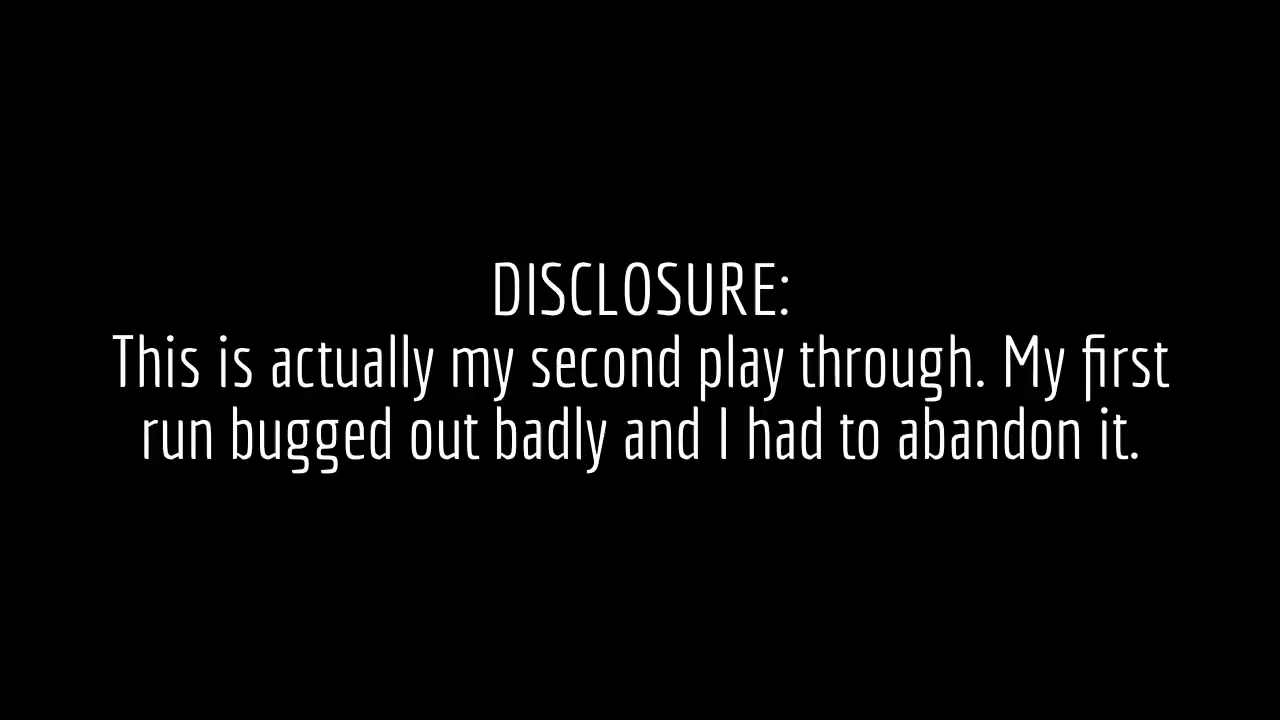 DISCLOSURE:
This is actually my second play through. My first
run bugged out badly and I had to abandon it.